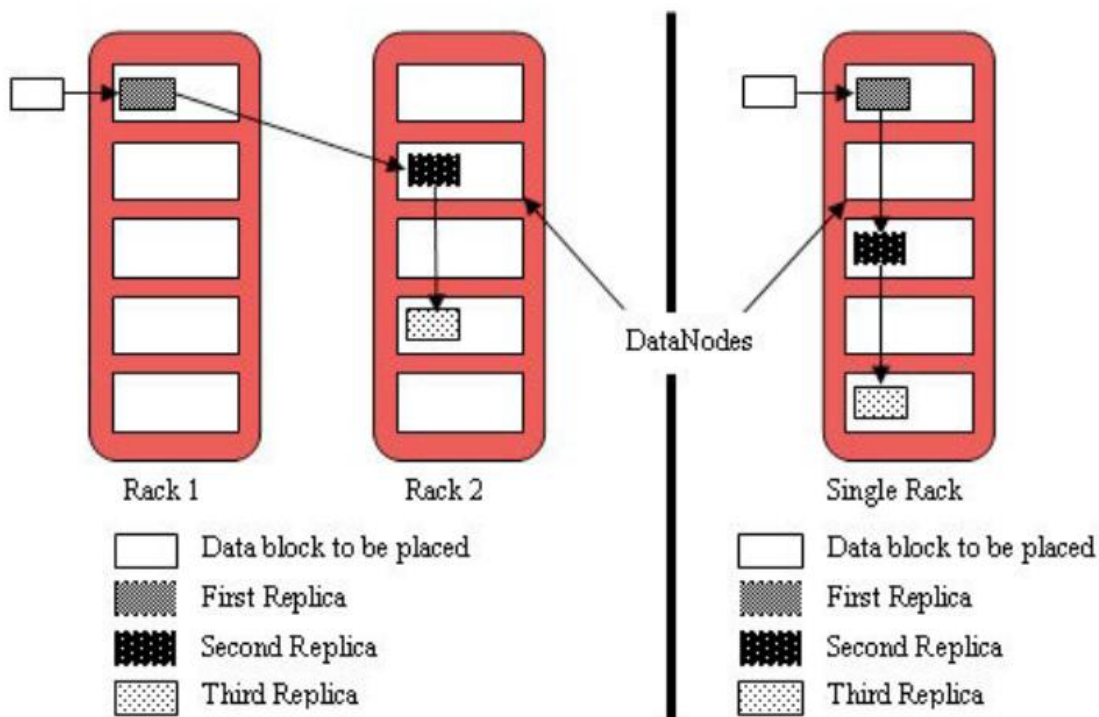 DataNodes
Rack 1
Rack 2
Single Rack
Data block to be placed
First Replica
Second Replica
Third Replica
Data block to be placed
First Replica
Second Replica
Third Replica